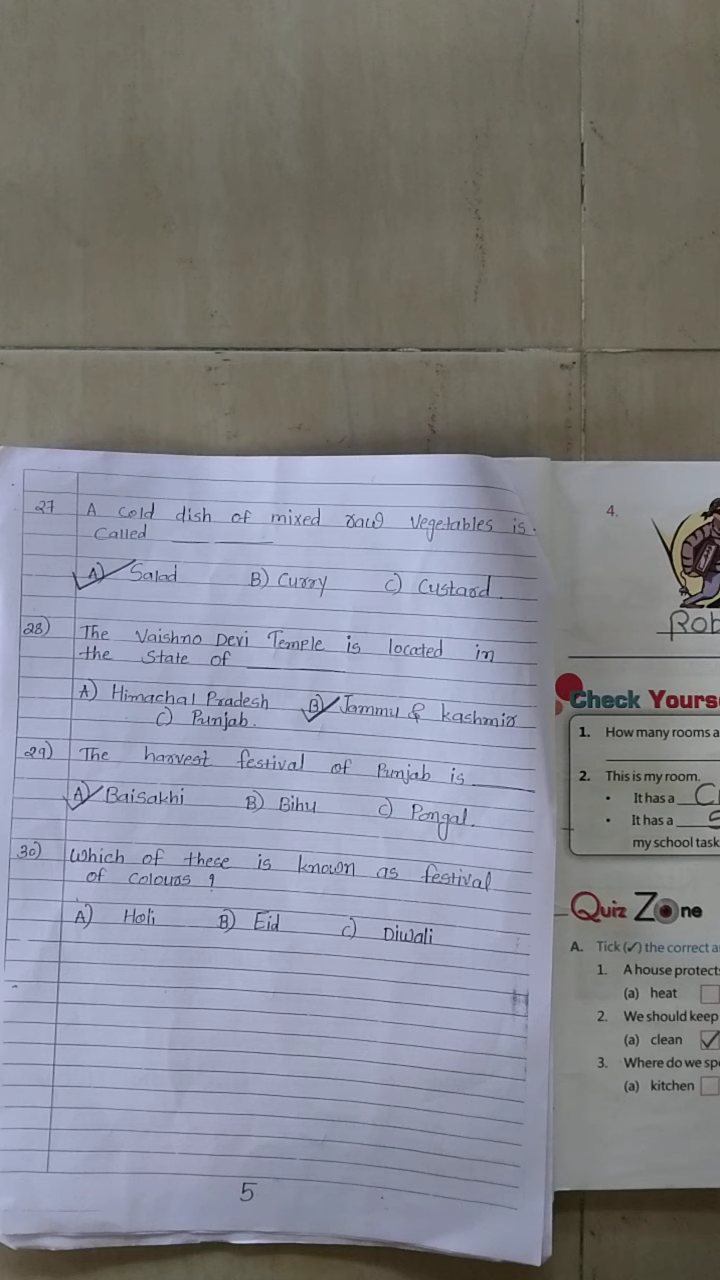 27 A cold dish of mixed raw vegetables is.
Called ___ ___
A) Salad B) Curry C) Custard.
28) The Vaishno Devi Temple is located in
the State of ______
A) Himachal Pradesh B) Jammu & kashmir
C) Punjab.
29) The harvest festival of Punjab is ____
A) Baisakhi B) Bihu C) Pongal.
30) Which of these is known as festival
of Colours ?
A) Holi B) Eid C) Diwali
5
4.
Rob
Check Yours
1. How many rooms a
2. This is my room.
• It has a
• It has a
my school task
Quiz Zone
A. Tick (✓) the correct a
1. A house protect
(a) heat
2. We should keep
(a) clean ✓
3. Where do we sp
(a) kitchen